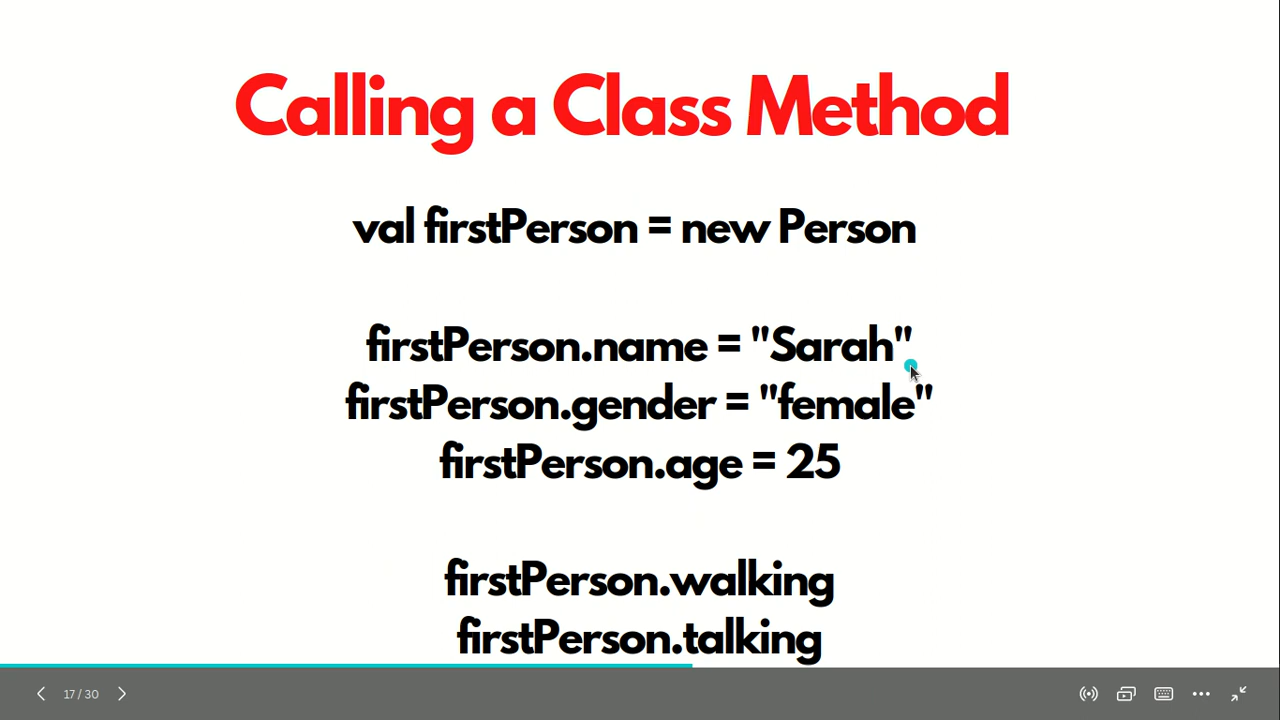 Calling a Class Method
val firstPerson = new Person
firstPerson.name = "Sarah"
firstPerson.gender = "female"
firstPerson.age = 25
firstPerson.walking
firstPerson.talking
17 / 30